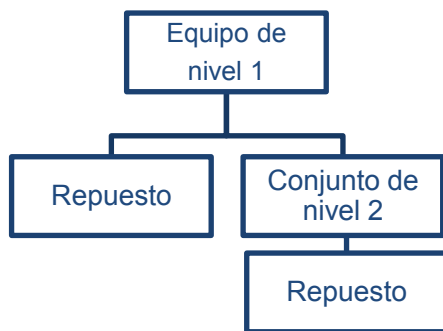 Equipo de
nivel 1
Repuesto
Conjunto de
nivel 2
Repuesto